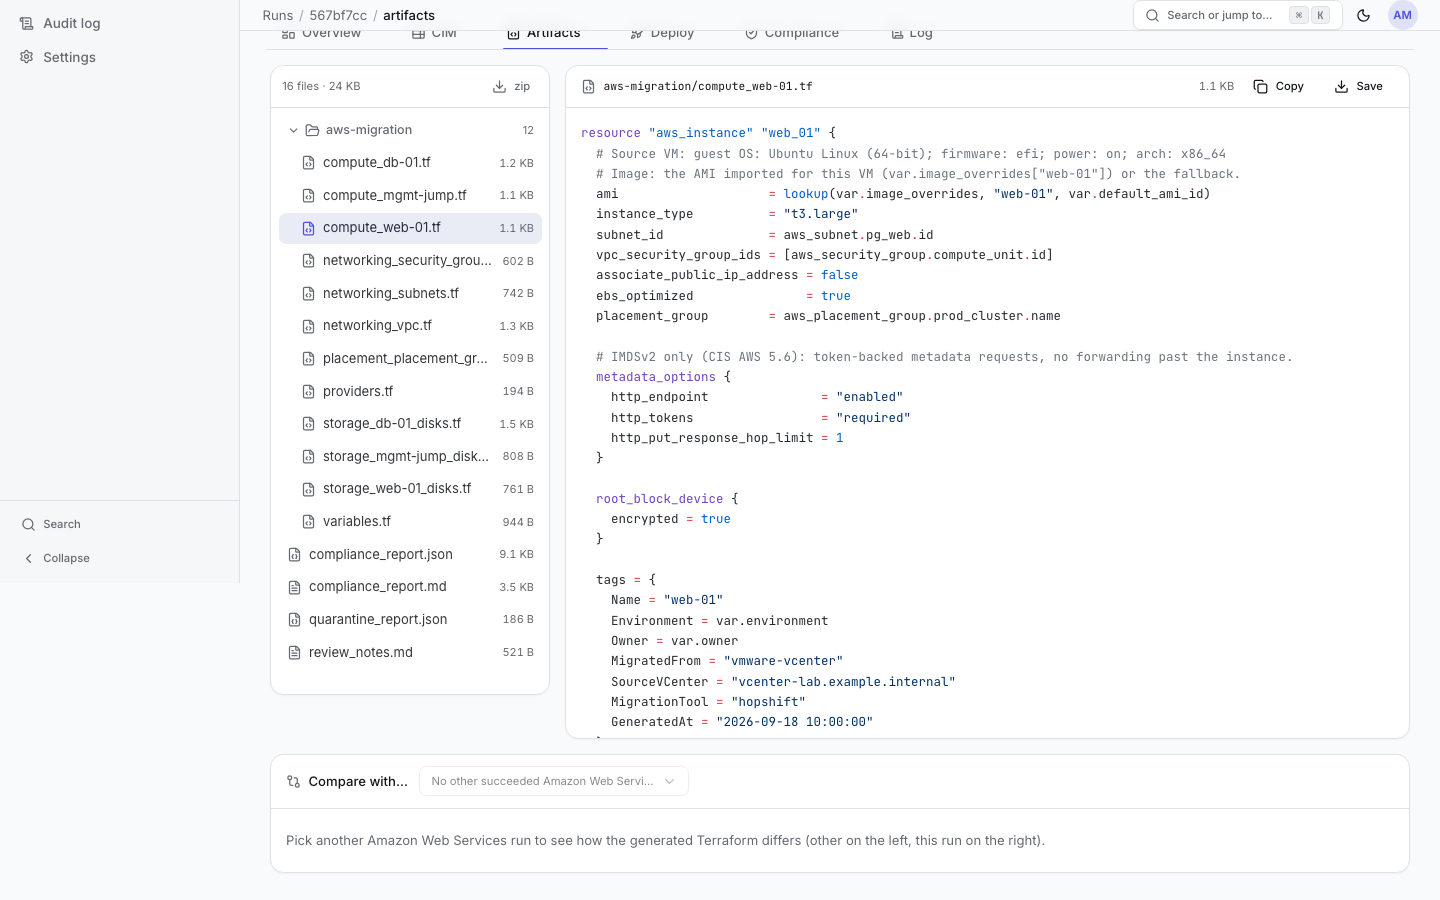 Audit log
Settings
Search
Collapse
Runs / 567bf7cc / artifacts
Search or jump to... ⌘ K
AM
Overview CIM Artifacts Deploy Compliance Log
16 files · 24 KB zip
aws-migration 12
compute_db-01.tf 1.2 KB
compute_mgmt-jump.tf 1.1 KB
compute_web-01.tf 1.1 KB
networking_security_grou... 602 B
networking_subnets.tf 742 B
networking_vpc.tf 1.3 KB
placement_placement_gr... 509 B
providers.tf 194 B
storage_db-01_disks.tf 1.5 KB
storage_mgmt-jump_disk... 808 B
storage_web-01_disks.tf 761 B
variables.tf 944 B
compliance_report.json 9.1 KB
compliance_report.md 3.5 KB
quarantine_report.json 186 B
review_notes.md 521 B
aws-migration/compute_web-01.tf 1.1 KB Copy Save
resource "aws_instance" "web_01" {
  # Source VM: guest OS: Ubuntu Linux (64-bit); firmware: efi; power: on; arch: x86_64
  # Image: the AMI imported for this VM (var.image_overrides["web-01"]) or the fallback.
  ami                    = lookup(var.image_overrides, "web-01", var.default_ami_id)
  instance_type          = "t3.large"
  subnet_id              = aws_subnet.pg_web.id
  vpc_security_group_ids = [aws_security_group.compute_unit.id]
  associate_public_ip_address = false
  ebs_optimized               = true
  placement_group        = aws_placement_group.prod_cluster.name
  # IMDSv2 only (CIS AWS 5.6): token-backed metadata requests, no forwarding past the instance.
  metadata_options {
    http_endpoint               = "enabled"
    http_tokens                 = "required"
    http_put_response_hop_limit = 1
  }
  root_block_device {
    encrypted = true
  }
  tags = {
    Name = "web-01"
    Environment = var.environment
    Owner = var.owner
    MigratedFrom = "vmware-vcenter"
    SourceVCenter = "vcenter-lab.example.internal"
    MigrationTool = "hopshift"
    GeneratedAt = "2026-09-18 10:00:00"
Compare with... No other succeeded Amazon Web Servi...
Pick another Amazon Web Services run to see how the generated Terraform differs (other on the left, this run on the right).